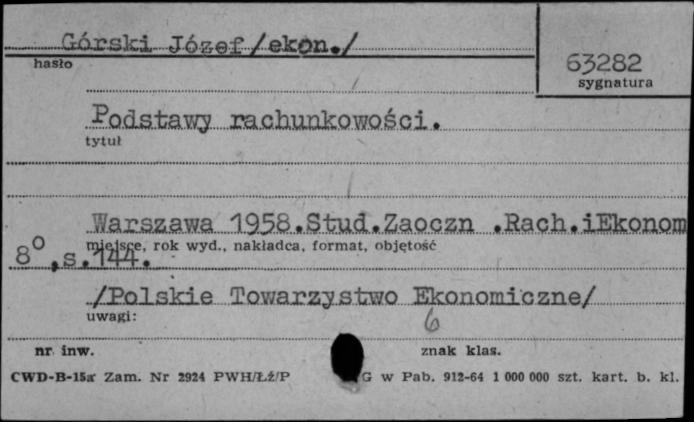 Górski Józef/ekon./
hasło
63282
sygnatura
Podstawy rachunkowości.
tytuł
Warszawa 1958.Stud.Zaoczn .Rach.iEkonom
miejsce, rok wyd., nakładca, format, objętość
8°,s.144.
/Polskie Towarzystwo Ekonomiczne/
uwagi:
6
nr inw.
znak klas.
CWD-B-15a Zam. Nr 2924 PWH/Łź/P G w Pab. 912-64 1 000 000 szt. kart. b. kl.